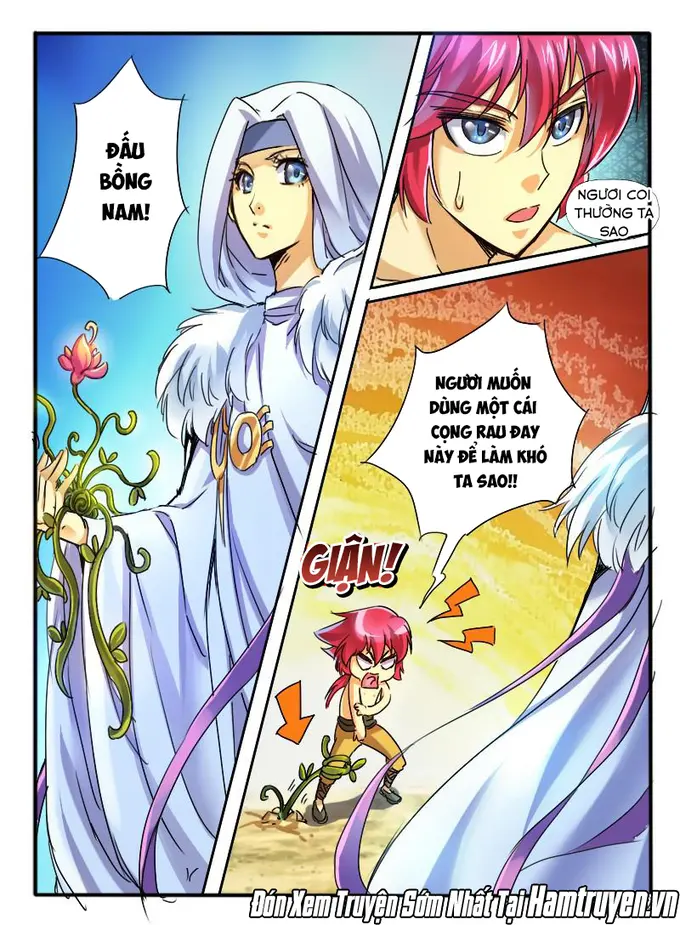 ĐẤU
BỒNG
NAM!
NGƯƠI COI
THƯỜNG TA
SAO
NGƯƠI MUỐN
DÙNG MỘT CÁI
CỌNG RAU ĐAY
NÀY ĐỂ LÀM KHÓ
TA SAO!!
GIẬN!
Đón Xem Truyện Sớm Nhất Tại Hamtruyen.vn